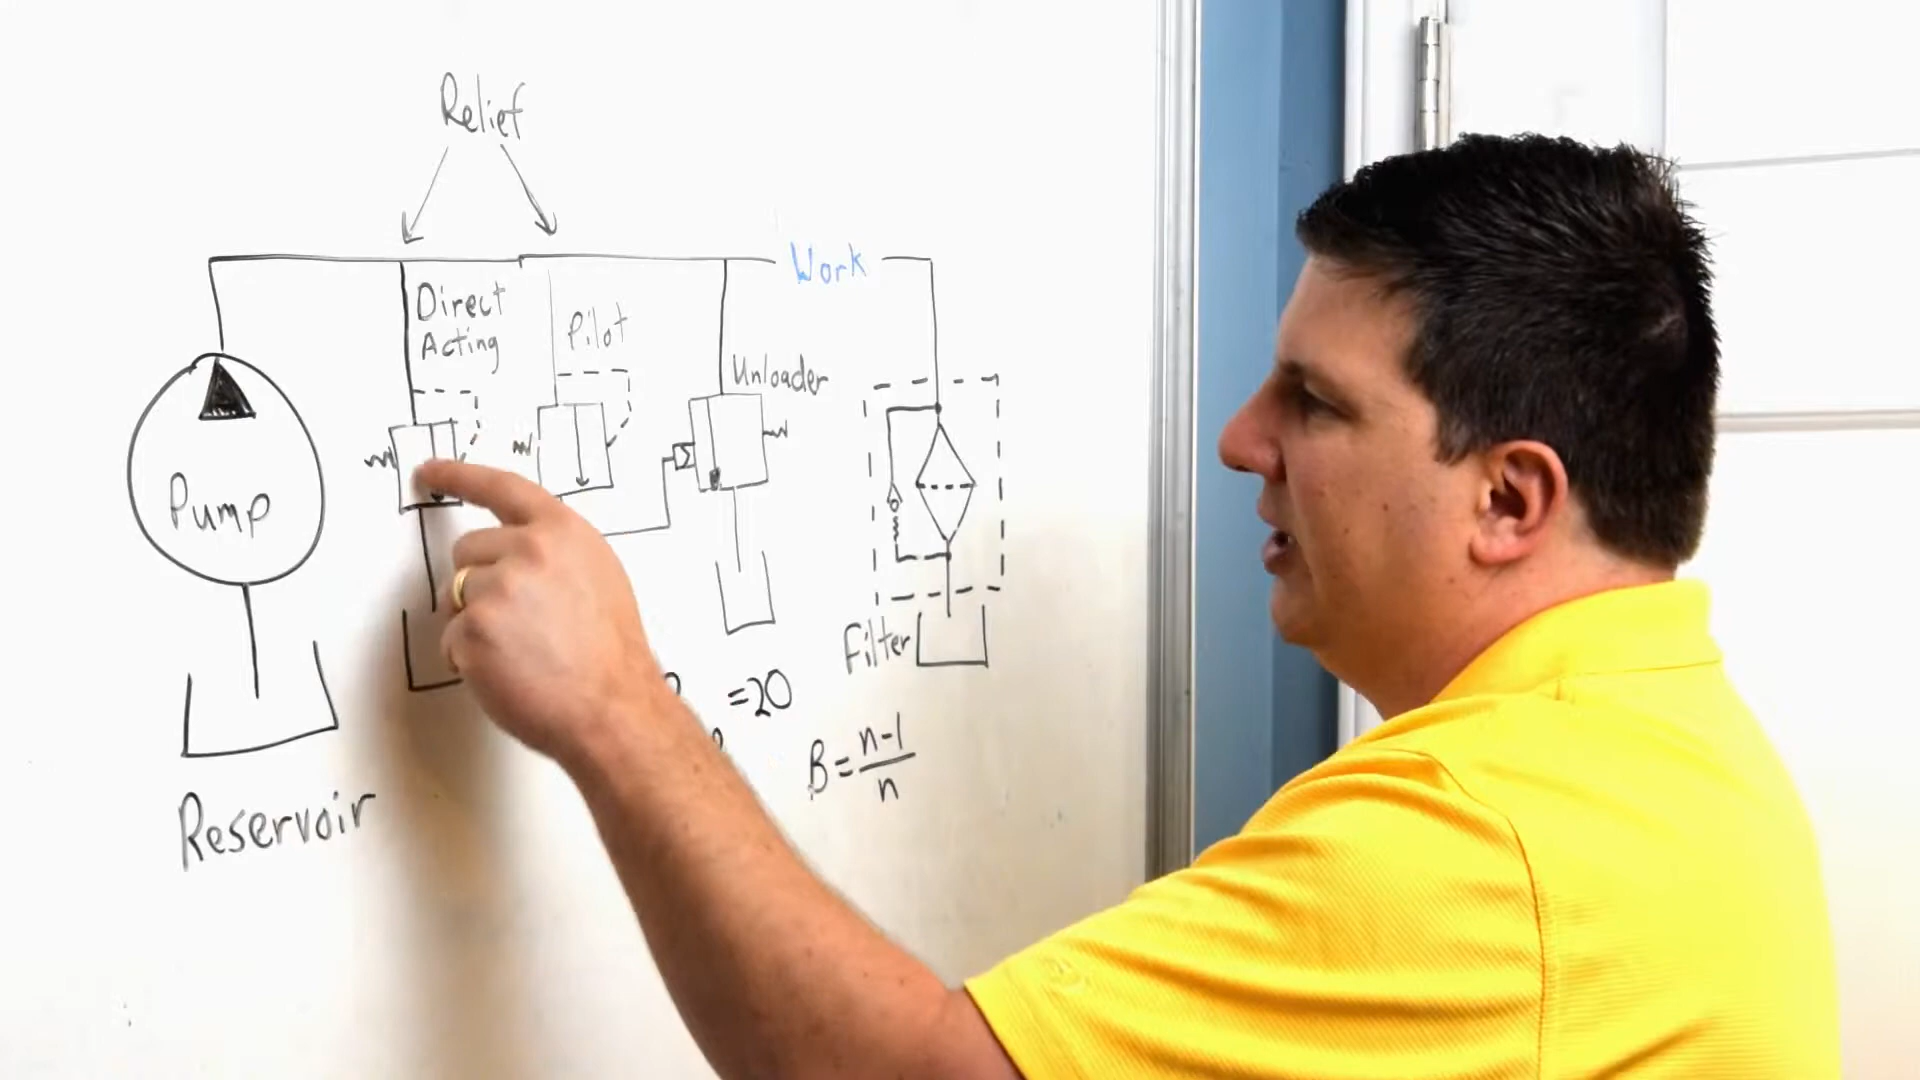 Relief
Work
Direct
Acting
Pilot
Unloader
Pump
Filter
=20
B = n-1
n
Reservoir